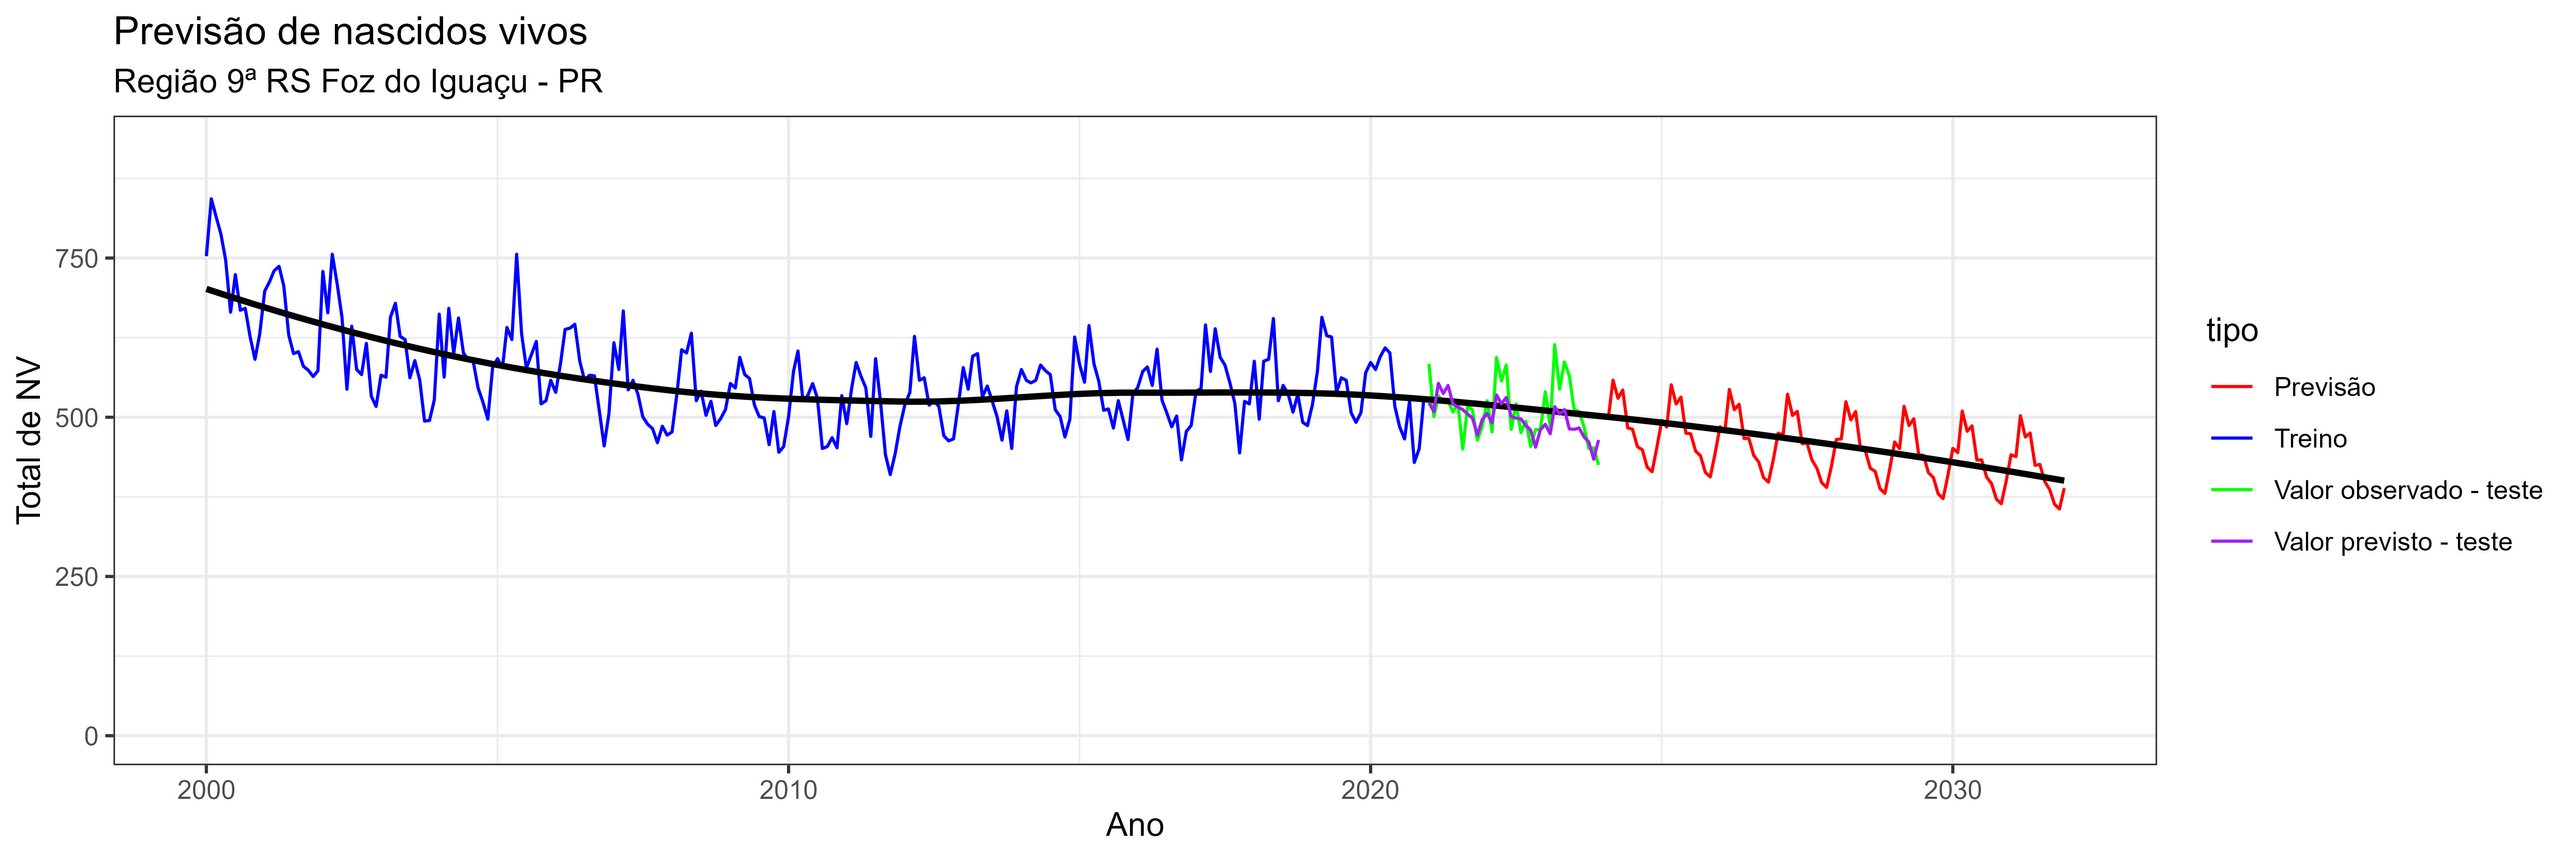 Previsão de nascidos vivos
Região 9ª RS Foz do Iguaçu - PR
Total de NV
750
500
250
0
2000
2010
2020
2030
Ano
tipo
Previsão
Treino
Valor observado - teste
Valor previsto - teste